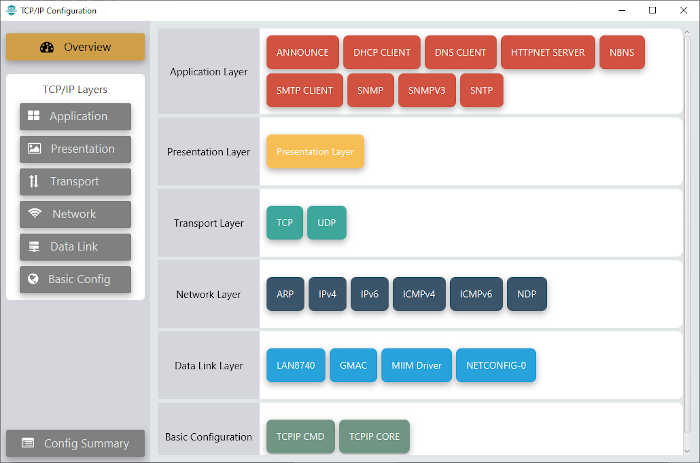 TCP/IP Configuration
Overview
TCP/IP Layers
Application
Presentation
Transport
Network
Data Link
Basic Config
Config Summary
Application Layer
ANNOUNCE DHCP CLIENT DNS CLIENT HTTPNET SERVER NBNS
SMTP CLIENT SNMP SNMPV3 SNTP
Presentation Layer
Presentation Layer
Transport Layer
TCP UDP
Network Layer
ARP IPv4 IPv6 ICMPv4 ICMPv6 NDP
Data Link Layer
LAN8740 GMAC MIIM Driver NETCONFIG-0
Basic Configuration
TCPIP CMD TCPIP CORE